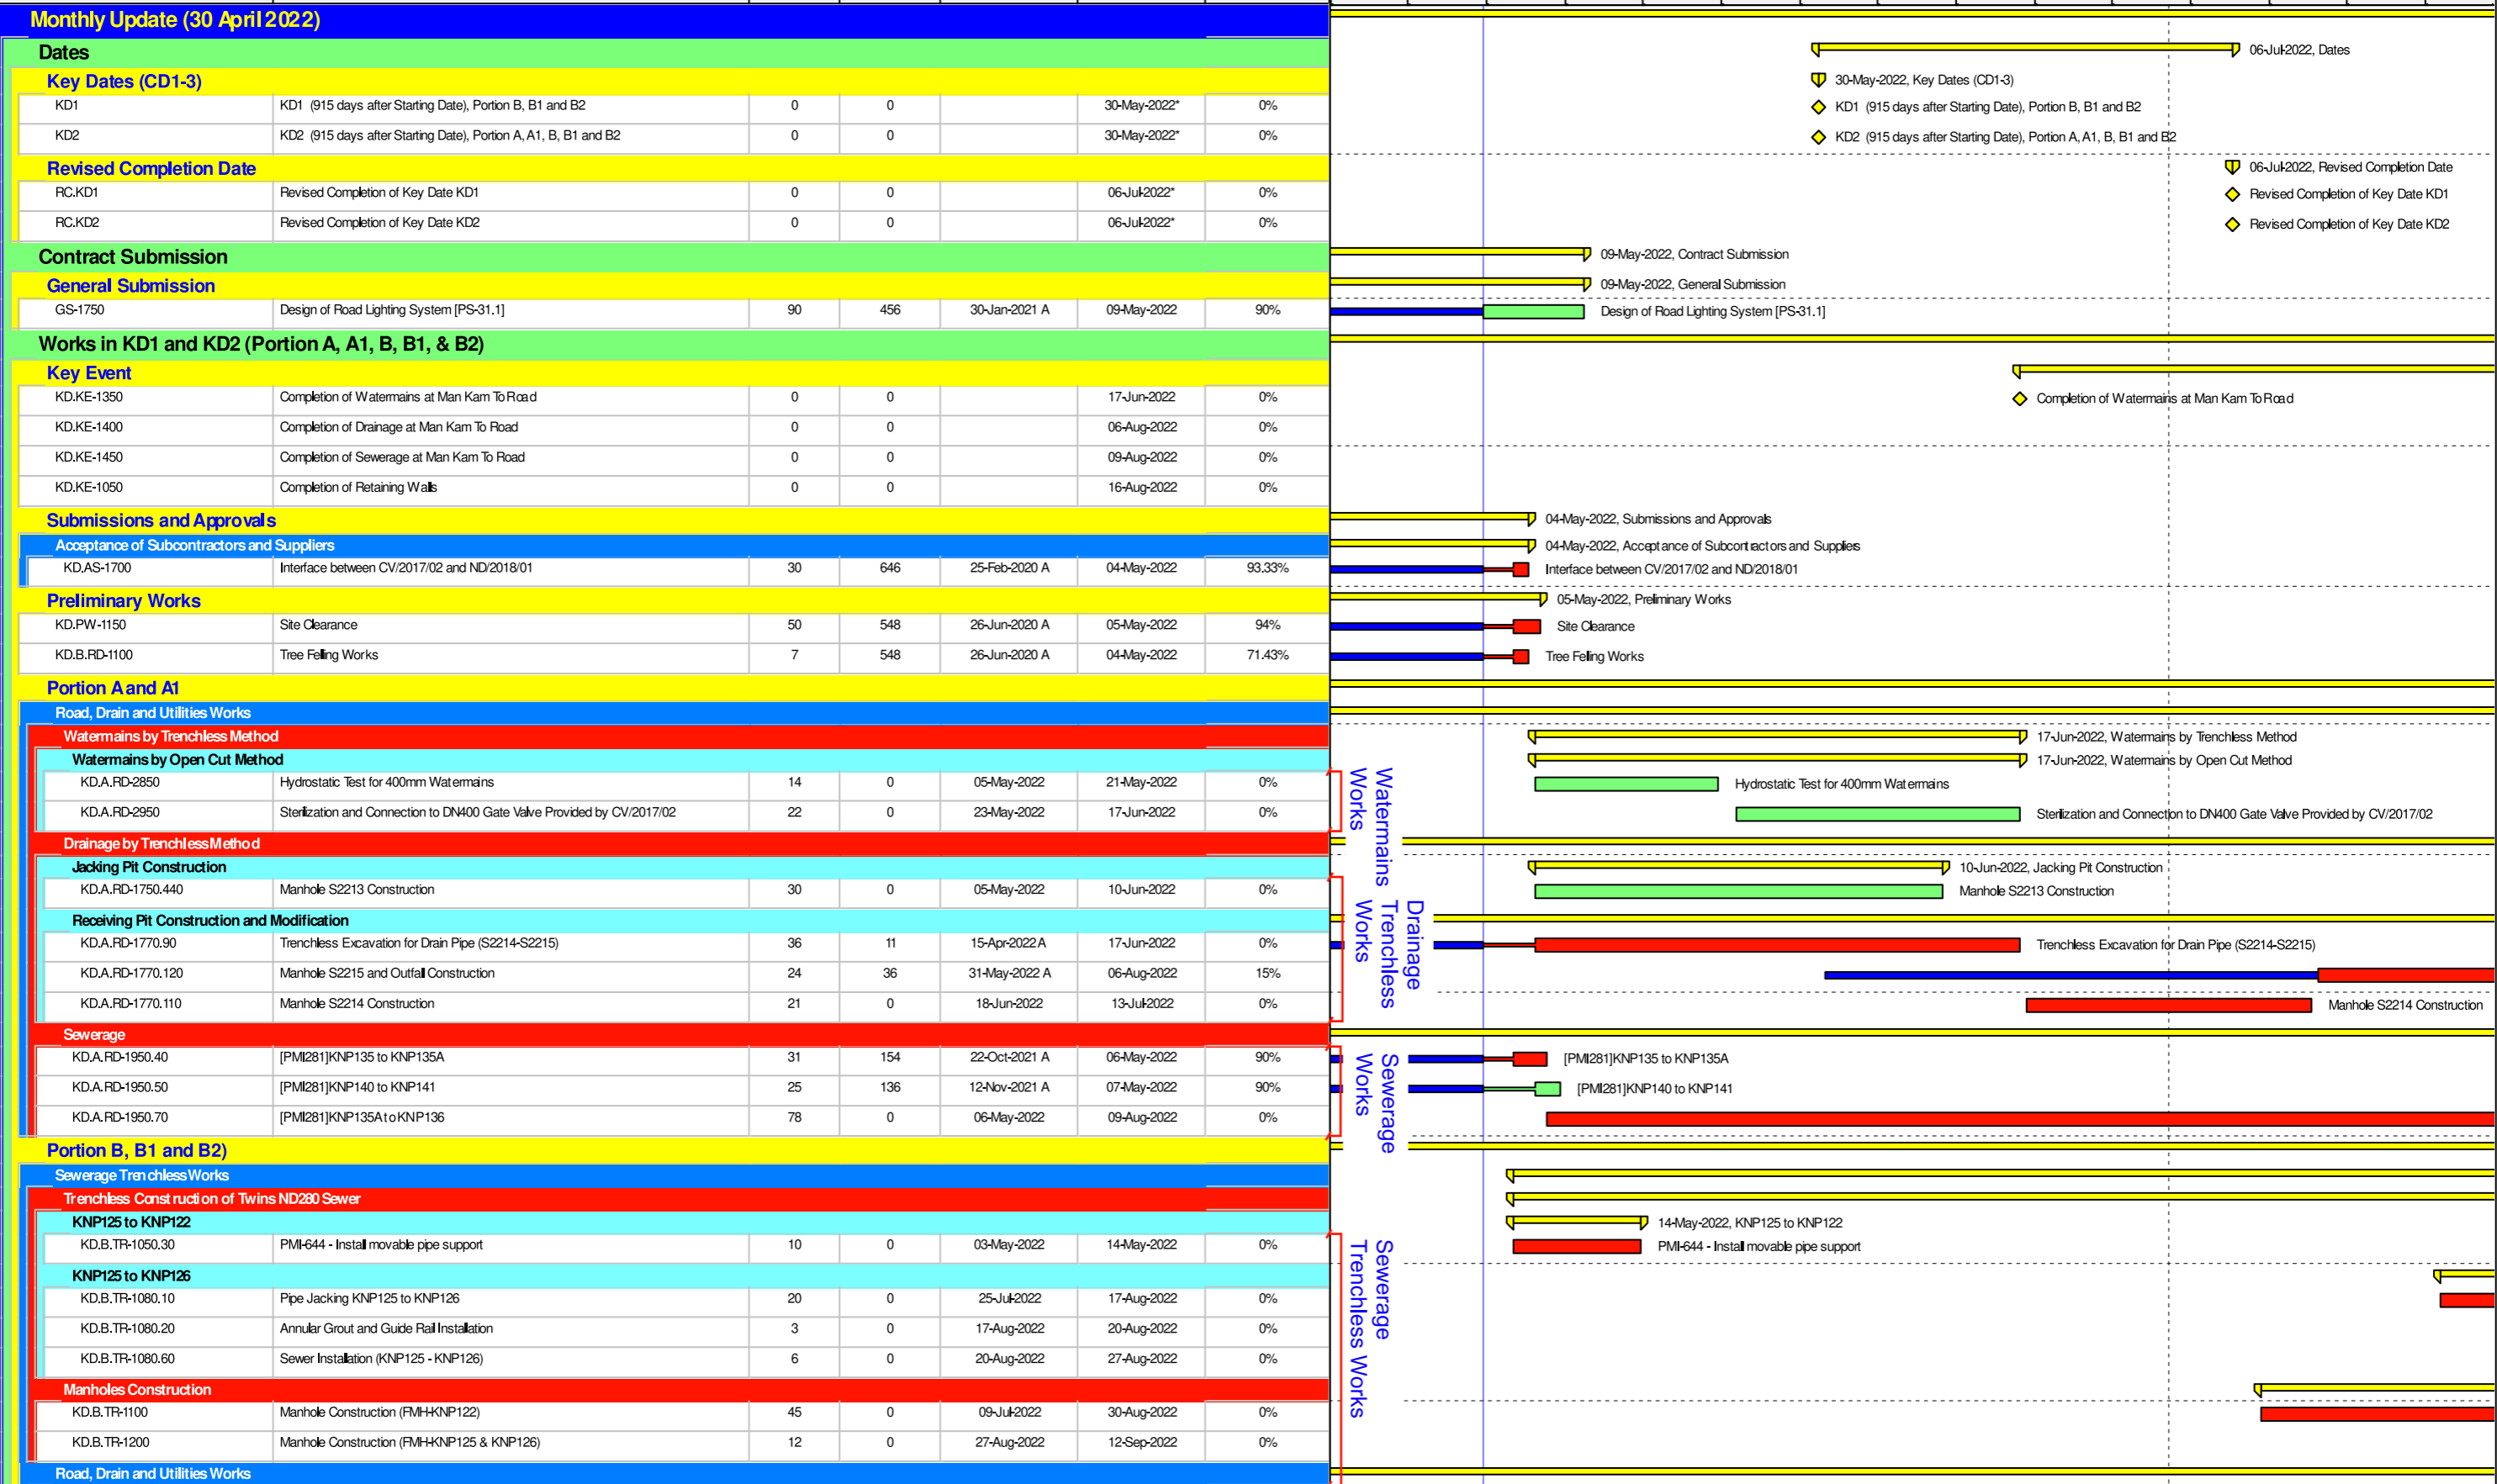 Monthly Update (30 April 2022)
Dates
06-Jul-2022, Dates
Key Dates (CD1-3)
30-May-2022, Key Dates (CD1-3)
KD1 KD1 (915 days after Starting Date), Portion B, B1 and B2 0 0 30-May-2022* 0%
KD1 (915 days after Starting Date), Portion B, B1 and B2
KD2 KD2 (915 days after Starting Date), Portion A, A1, B, B1 and B2 0 0 30-May-2022* 0%
KD2 (915 days after Starting Date), Portion A, A1, B, B1 and B2
Revised Completion Date
06-Jul-2022, Revised Completion Date
RC.KD1 Revised Completion of Key Date KD1 0 0 06-Jul-2022* 0%
Revised Completion of Key Date KD1
RC.KD2 Revised Completion of Key Date KD2 0 0 06-Jul-2022* 0%
Revised Completion of Key Date KD2
Contract Submission
09-May-2022, Contract Submission
General Submission
09-May-2022, General Submission
GS-1750 Design of Road Lighting System [PS-31.1] 90 456 30-Jan-2021 A 09-May-2022 90%
Design of Road Lighting System [PS-31.1]
Works in KD1 and KD2 (Portion A, A1, B, B1, & B2)
Key Event
KD.KE-1350 Completion of Watermains at Man Kam To Road 0 0 17-Jun-2022 0%
Completion of Watermains at Man Kam To Road
KD.KE-1400 Completion of Drainage at Man Kam To Road 0 0 06-Aug-2022 0%
KD.KE-1450 Completion of Sewerage at Man Kam To Road 0 0 09-Aug-2022 0%
KD.KE-1050 Completion of Retaining Walls 0 0 16-Aug-2022 0%
Submissions and Approvals
04-May-2022, Submissions and Approvals
Acceptance of Subcontractors and Suppliers
04-May-2022, Acceptance of Subcontractors and Suppliers
KD.AS-1700 Interface between CV/2017/02 and ND/2018/01 30 646 25-Feb-2020 A 04-May-2022 93.33%
Interface between CV/2017/02 and ND/2018/01
Preliminary Works
05-May-2022, Preliminary Works
KD.PW-1150 Site Clearance 50 548 26-Jun-2020 A 05-May-2022 94%
Site Clearance
KD.B.RD-1100 Tree Felling Works 7 548 26-Jun-2020 A 04-May-2022 71.43%
Tree Felling Works
Portion A and A1
Road, Drain and Utilities Works
Watermains by Trenchless Method
17-Jun-2022, Watermains by Trenchless Method
Watermains by Open Cut Method
17-Jun-2022, Watermains by Open Cut Method
KD.A.RD-2850 Hydrostatic Test for 400mm Watermains 14 0 05-May-2022 21-May-2022 0%
Hydrostatic Test for 400mm Watermains
KD.A.RD-2950 Sterilization and Connection to DN400 Gate Valve Provided by CV/2017/02 22 0 23-May-2022 17-Jun-2022 0%
Sterilization and Connection to DN400 Gate Valve Provided by CV/2017/02
Watermains
Works
Drainage by Trenchless Method
Jacking Pit Construction
10-Jun-2022, Jacking Pit Construction
KD.A.RD-1750.440 Manhole S2213 Construction 30 0 05-May-2022 10-Jun-2022 0%
Manhole S2213 Construction
Receiving Pit Construction and Modification
KD.A.RD-1770.90 Trenchless Excavation for Drain Pipe (S2214-S2215) 36 11 15-Apr-2022 A 17-Jun-2022 0%
Trenchless Excavation for Drain Pipe (S2214-S2215)
KD.A.RD-1770.120 Manhole S2215 and Outfall Construction 24 36 31-May-2022 A 06-Aug-2022 15%
KD.A.RD-1770.110 Manhole S2214 Construction 21 0 18-Jun-2022 13-Jul-2022 0%
Manhole S2214 Construction
Drainage
Trenchless
Works
Sewerage
KD.A.RD-1950.40 [PMI281]KNP135 to KNP135A 31 154 22-Oct-2021 A 06-May-2022 90%
[PMI281]KNP135 to KNP135A
KD.A.RD-1950.50 [PMI281]KNP140 to KNP141 25 136 12-Nov-2021 A 07-May-2022 90%
[PMI281]KNP140 to KNP141
KD.A.RD-1950.70 [PMI281]KNP135A to KNP136 78 0 06-May-2022 09-Aug-2022 0%
Sewerage
Works
Portion B, B1 and B2)
Sewerage Trenchless Works
Trenchless Construction of Twins ND280 Sewer
KNP125 to KNP122
14-May-2022, KNP125 to KNP122
KD.B.TR-1050.30 PMI-644 - Install movable pipe support 10 0 03-May-2022 14-May-2022 0%
PMI-644 - Install movable pipe support
KNP125 to KNP126
KD.B.TR-1080.10 Pipe Jacking KNP125 to KNP126 20 0 25-Jul-2022 17-Aug-2022 0%
KD.B.TR-1080.20 Annular Grout and Guide Rail Installation 3 0 17-Aug-2022 20-Aug-2022 0%
KD.B.TR-1080.60 Sewer Installation (KNP125 - KNP126) 6 0 20-Aug-2022 27-Aug-2022 0%
Sewerage
Trenchless Works
Manholes Construction
KD.B.TR-1100 Manhole Construction (FMH-KNP122) 45 0 09-Jul-2022 30-Aug-2022 0%
KD.B.TR-1200 Manhole Construction (FMH-KNP125 & KNP126) 12 0 27-Aug-2022 12-Sep-2022 0%
Road, Drain and Utilities Works